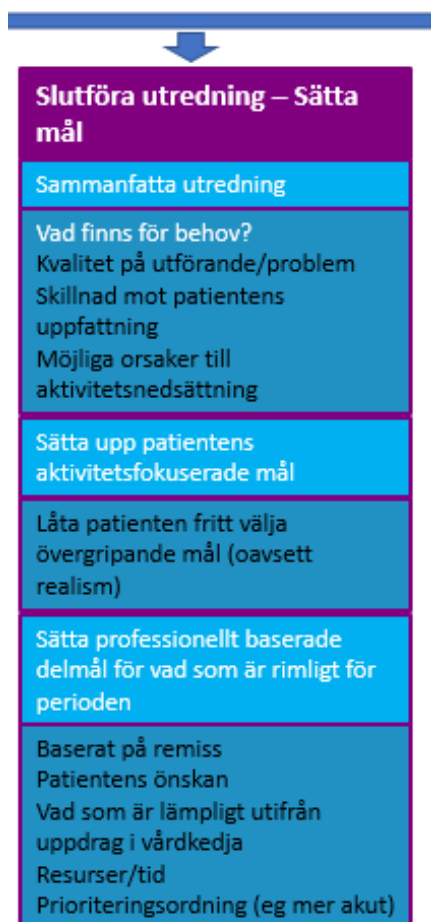 Slutföra utredning – Sätta
mål
Sammanfatta utredning
Vad finns för behov?
Kvalitet på utförande/problem
Skillnad mot patientens
uppfattning
Möjliga orsaker till
aktivitetsnedsättning
Sätta upp patientens
aktivitetsfokuserade mål
Låta patienten fritt välja
övergripande mål (oavsett
realism)
Sätta professionellt baserade
delmål för vad som är rimligt för
perioden
Baserat på remiss
Patientens önskan
Vad som är lämpligt utifrån
uppdrag i vårdkedja
Resurser/tid
Prioriteringsordning (eg mer akut)